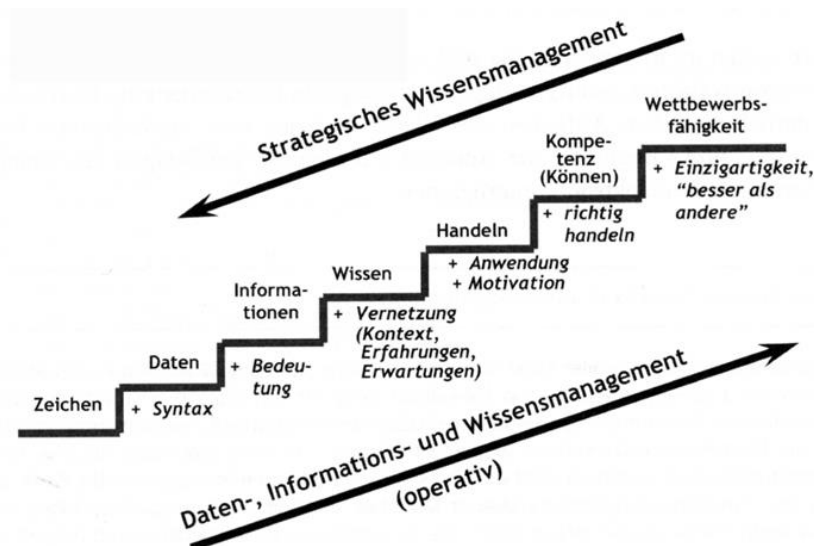 Strategisches Wissensmanagement
Wettbewerbs-
fähigkeit
+ Einzigartigkeit,
"besser als
andere"
Kompe-
tenz
(Können)
+ richtig
handeln
Handeln
+ Anwendung
+ Motivation
Wissen
+ Vernetzung
(Kontext,
Erfahrungen,
Erwartungen)
Informa-
tionen
+ Bedeu-
tung
Daten
+ Syntax
Zeichen
Daten-, Informations- und Wissensmanagement
(operativ)